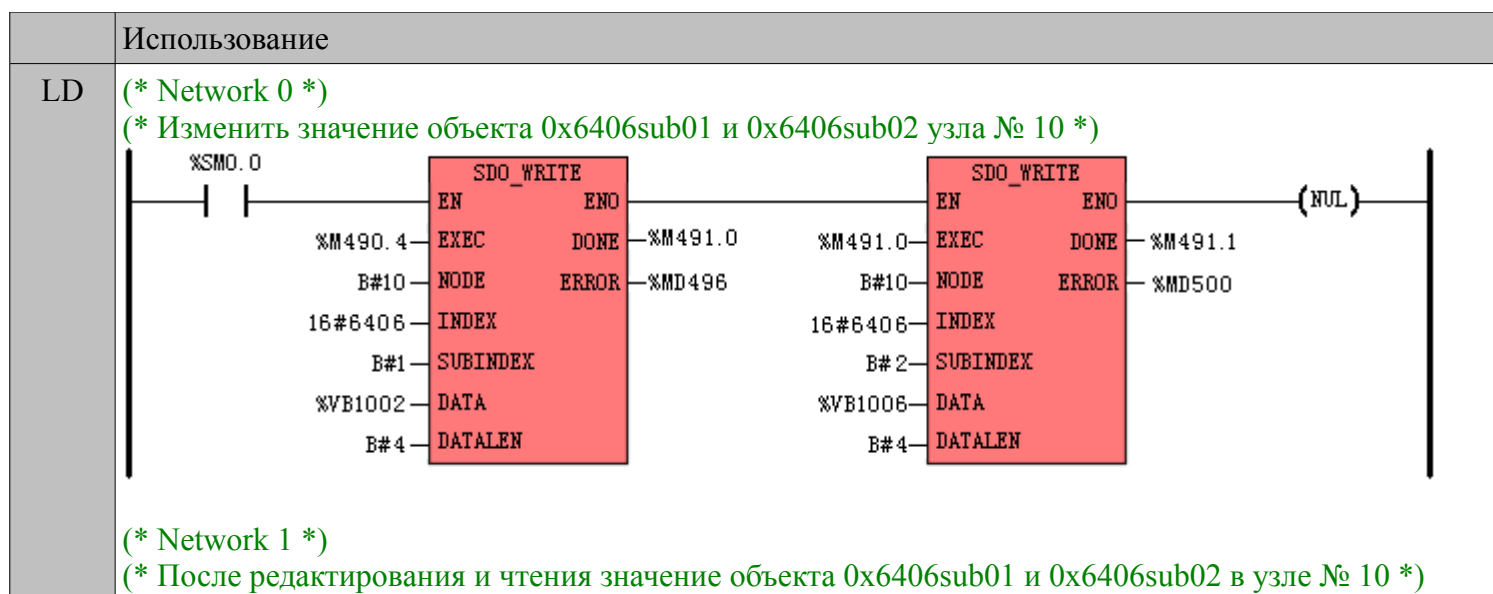 Использование
LD
(* Network 0 *)
(* Изменить значение объекта 0x6406sub01 и 0x6406sub02 узла № 10 *)
%SM0.0
SDO_WRITE
SDO_WRITE
EN ENO
EN ENO
(NUL)
%M490.4 EXEC DONE %M491.0
%M491.0 EXEC DONE %M491.1
B#10 NODE ERROR %MD496
B#10 NODE ERROR %MD500
16#6406 INDEX
16#6406 INDEX
B#1 SUBINDEX
B#2 SUBINDEX
%VB1002 DATA
%VB1006 DATA
B#4 DATALEN
B#4 DATALEN
(* Network 1 *)
(* После редактирования и чтения значение объекта 0x6406sub01 и 0x6406sub02 в узле № 10 *)